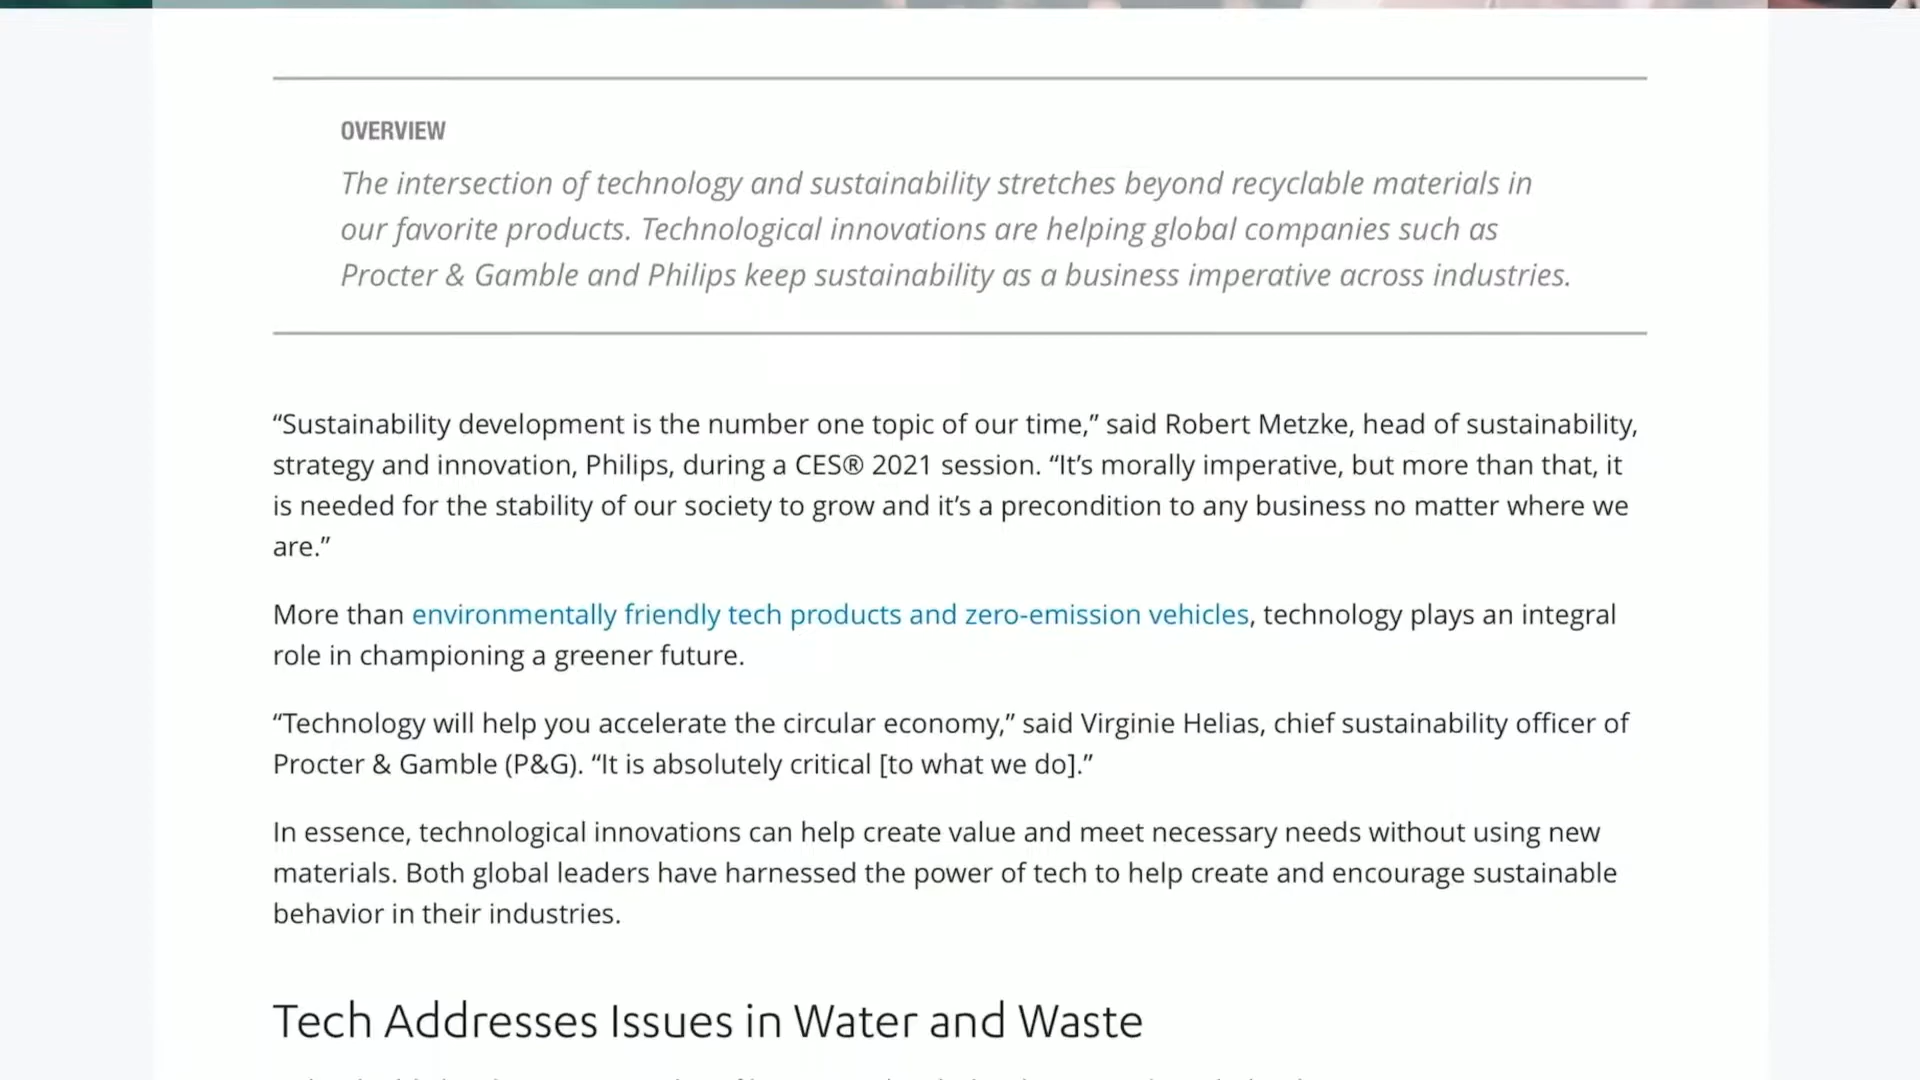 OVERVIEW
The intersection of technology and sustainability stretches beyond recyclable materials in
our favorite products. Technological innovations are helping global companies such as
Procter & Gamble and Philips keep sustainability as a business imperative across industries.
“Sustainability development is the number one topic of our time,” said Robert Metzke, head of sustainability,
strategy and innovation, Philips, during a CES® 2021 session. “It’s morally imperative, but more than that, it
is needed for the stability of our society to grow and it’s a precondition to any business no matter where we
are.”
More than environmentally friendly tech products and zero-emission vehicles, technology plays an integral
role in championing a greener future.
“Technology will help you accelerate the circular economy,” said Virginie Helias, chief sustainability officer of
Procter & Gamble (P&G). “It is absolutely critical [to what we do].”
In essence, technological innovations can help create value and meet necessary needs without using new
materials. Both global leaders have harnessed the power of tech to help create and encourage sustainable
behavior in their industries.
Tech Addresses Issues in Water and Waste